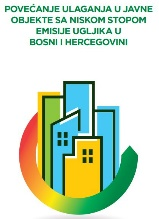 POVEĆANJE ULAGANJA U JAVNE
OBJEKTE SA NISKOM STOPOM
EMISIJE UGLJIKA U
BOSNI I HERCEGOVINI